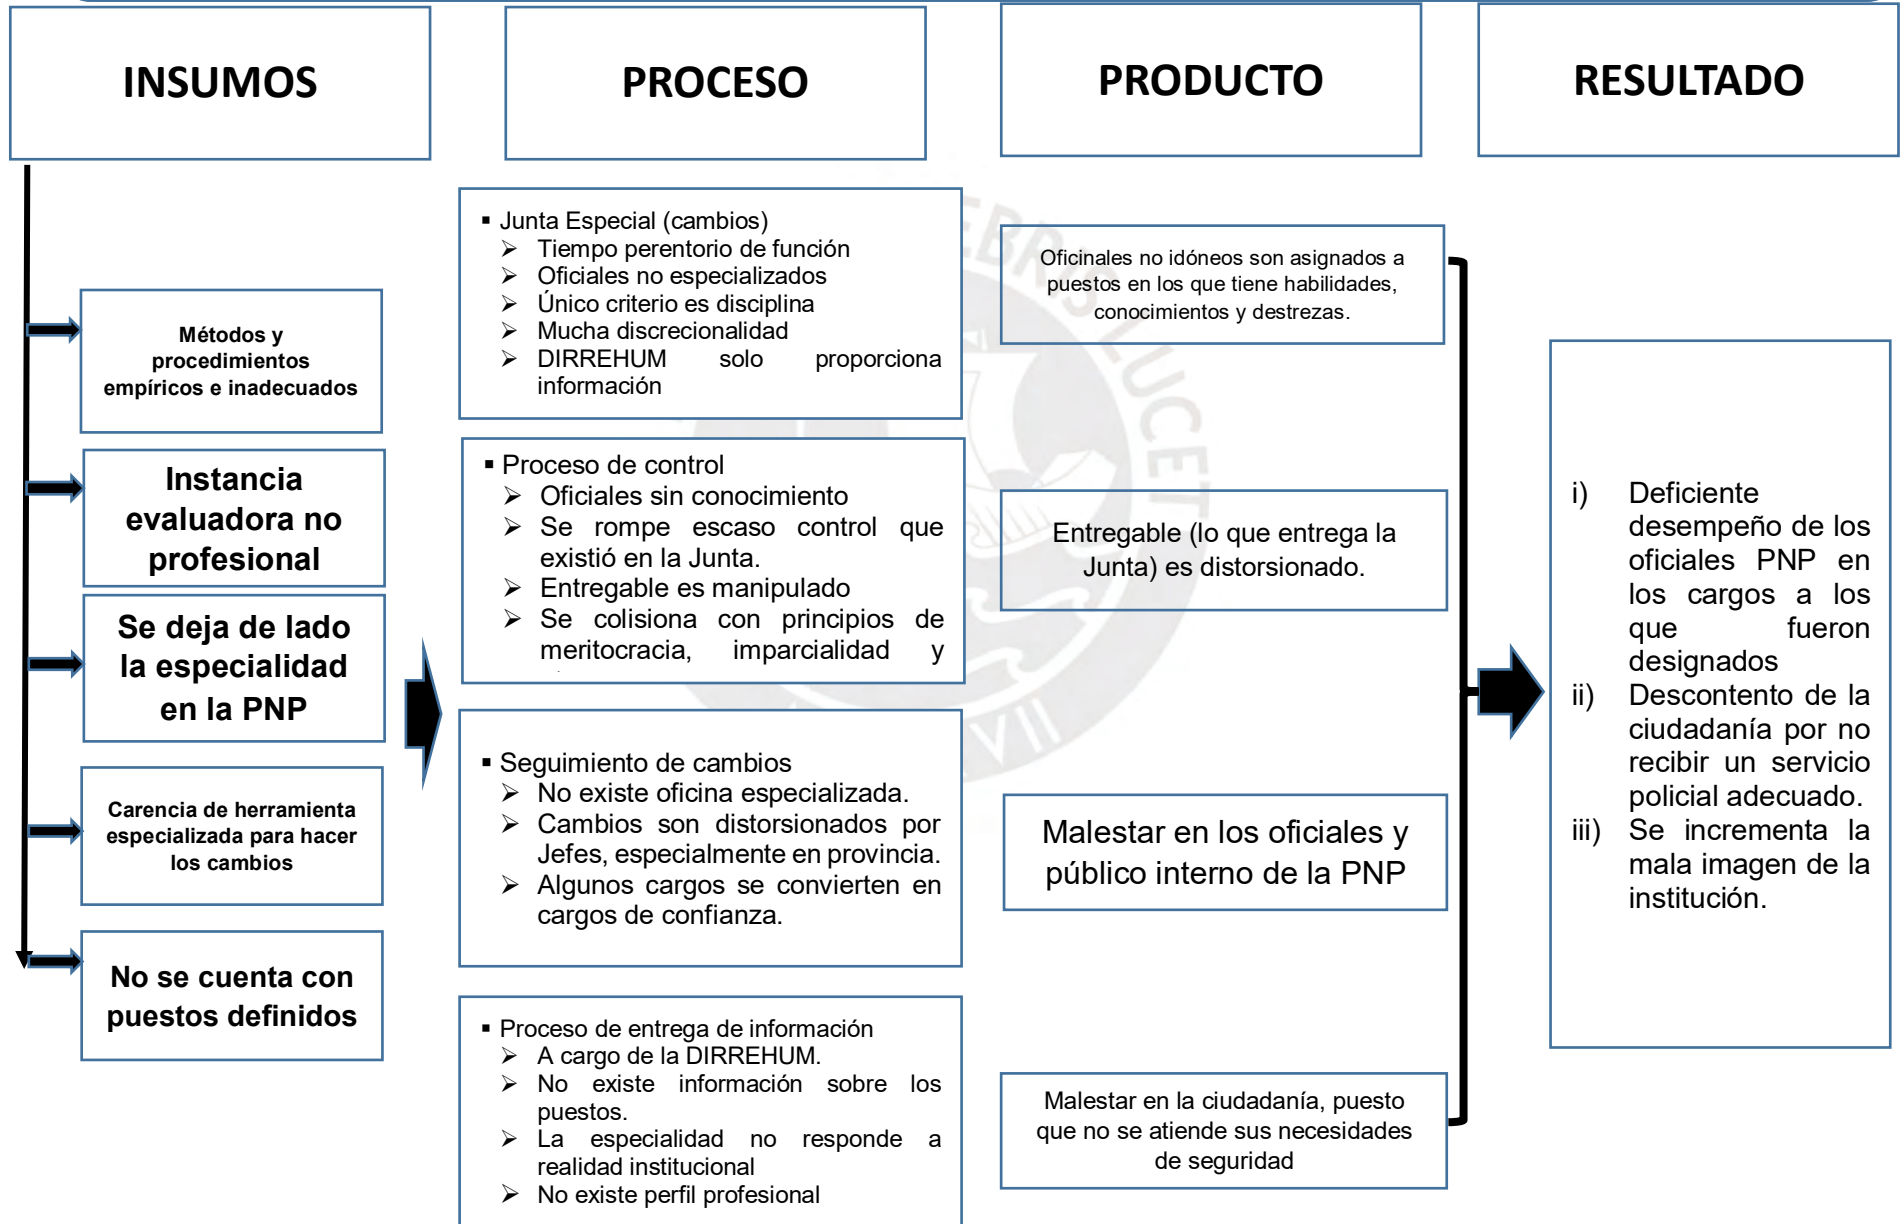 INSUMOS
PROCESO
PRODUCTO
RESULTADO
Métodos y
procedimientos
empíricos e inadecuados
Instancia
evaluadora no
profesional
Se deja de lado
la especialidad
en la PNP
Carencia de herramienta
especializada para hacer
los cambios
No se cuenta con
puestos definidos
▪ Junta Especial (cambios)
➢ Tiempo perentorio de función
➢ Oficiales no especializados
➢ Único criterio es disciplina
➢ Mucha discrecionalidad
➢ DIRREHUM solo proporciona
información
▪ Proceso de control
➢ Oficiales sin conocimiento
➢ Se rompe escaso control que
existió en la Junta.
➢ Entregable es manipulado
➢ Se colisiona con principios de
meritocracia, imparcialidad y
▪ Seguimiento de cambios
➢ No existe oficina especializada.
➢ Cambios son distorsionados por
Jefes, especialmente en provincia.
➢ Algunos cargos se convierten en
cargos de confianza.
▪ Proceso de entrega de información
➢ A cargo de la DIRREHUM.
➢ No existe información sobre los
puestos.
➢ La especialidad no responde a
realidad institucional
➢ No existe perfil profesional
Oficinales no idóneos son asignados a
puestos en los que tiene habilidades,
conocimientos y destrezas.
Entregable (lo que entrega la
Junta) es distorsionado.
Malestar en los oficiales y
público interno de la PNP
Malestar en la ciudadanía, puesto
que no se atiende sus necesidades
de seguridad
i) Deficiente
desempeño de los
oficiales PNP en
los cargos a los
que fueron
designados
ii) Descontento de la
ciudadanía por no
recibir un servicio
policial adecuado.
iii) Se incrementa la
mala imagen de la
institución.